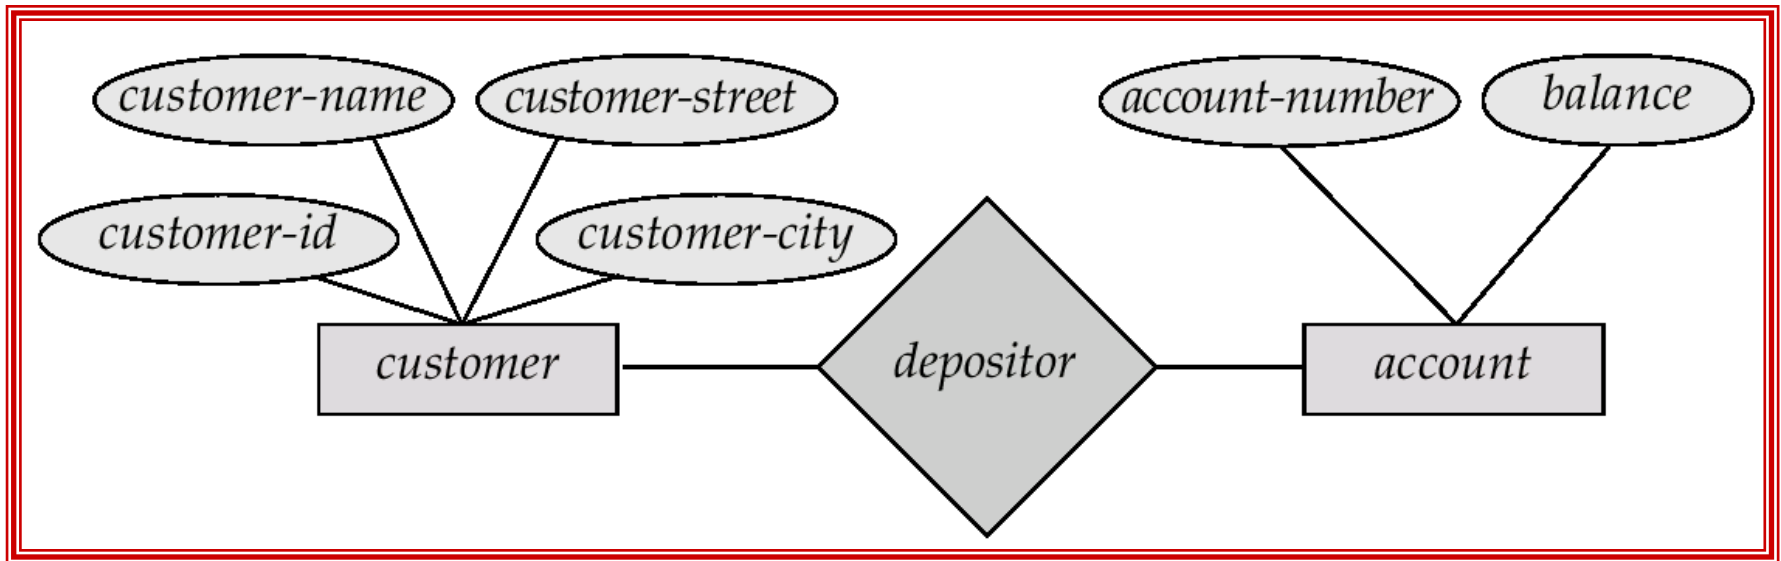 customer-name
customer-street
account-number
balance
customer-id
customer-city
customer
depositor
account